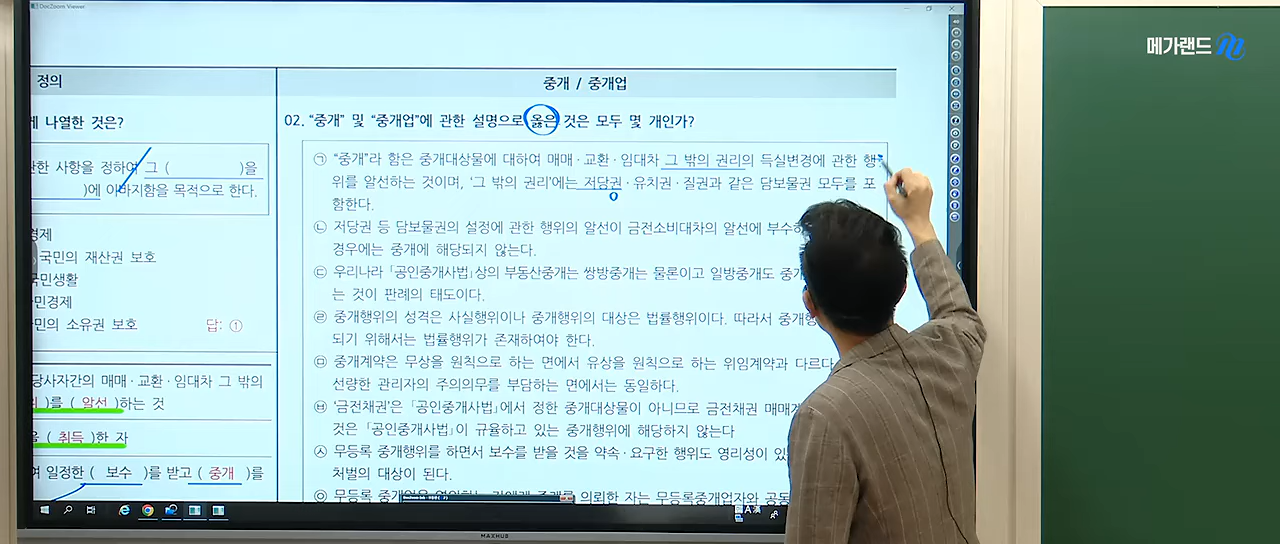 DocZoom Viewer
메가랜드
정의
중개 / 중개업
게 나열한 것은?
관한 사항을 정하여 그 ( )을
)에 이바지함을 목적으로 한다.
경제
국민의 재산권 보호
국민생활
국민경제
국민의 소유권 보호 답: ①
당사자간의 매매·교환·임대차 그 밖의
)를 ( 알선 )하는 것
을 ( 취득 )한 자
여 일정한 ( 보수 )를 받고 ( 중개 )를
02. "중개" 및 "중개업"에 관한 설명으로 옳은 것은 모두 몇 개인가?
㉠ "중개"라 함은 중개대상물에 대하여 매매·교환·임대차 그 밖의 권리의 득실변경에 관한 행
위를 알선하는 것이며, '그 밖의 권리'에는 저당권·유치권·질권과 같은 담보물권 모두를 포
함한다.
㉡ 저당권 등 담보물권의 설정에 관한 행위의 알선이 금전소비대차의 알선에 부수하
경우에는 중개에 해당되지 않는다.
㉢ 우리나라 「공인중개사법」상의 부동산중개는 쌍방중개는 물론이고 일방중개도 중개
는 것이 판례의 태도이다.
㉣ 중개행위의 성격은 사실행위이나 중개행위의 대상은 법률행위이다. 따라서 중개행
되기 위해서는 법률행위가 존재하여야 한다.
㉤ 중개계약은 무상을 원칙으로 하는 면에서 유상을 원칙으로 하는 위임계약과 다르다
선량한 관리자의 주의의무를 부담하는 면에서는 동일하다.
㉥ '금전채권'은 「공인중개사법」에서 정한 중개대상물이 아니므로 금전채권 매매계
것은 「공인중개사법」이 규율하고 있는 중개행위에 해당하지 않는다
㉦ 무등록 중개행위를 하면서 보수를 받을 것을 약속·요구한 행위도 영리성이 있
처벌의 대상이 된다.
㉧ 무등록 중개업을 의뢰한 자는 무등록중개업자와 공동
MAXHUB